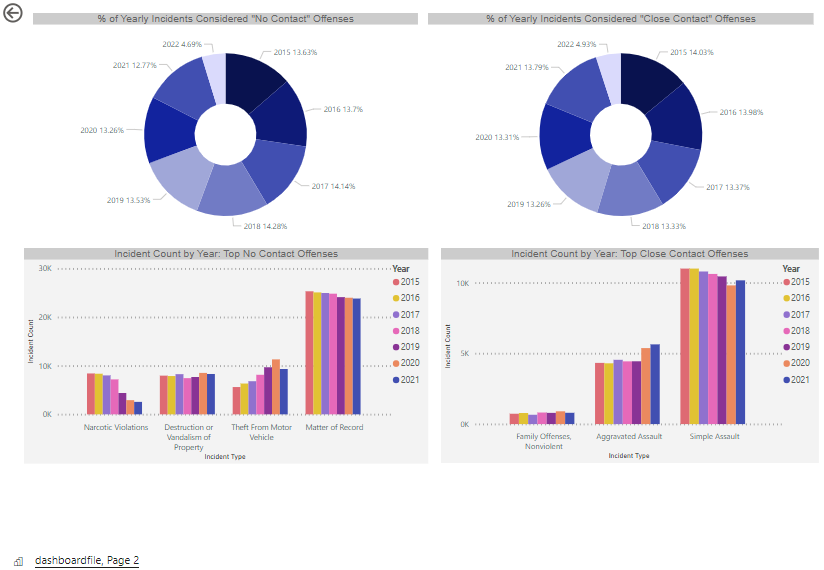 % of Yearly Incidents Considered "No Contact" Offenses
% of Yearly Incidents Considered "Close Contact" Offenses
2022 4.69%
2015 13.63%
2021 12.77%
2016 13.7%
2020 13.26%
2017 14.14%
2019 13.53%
2018 14.28%
2022 4.93%
2015 14.03%
2021 13.79%
2016 13.98%
2020 13.31%
2017 13.37%
2019 13.26%
2018 13.33%
Incident Count by Year: Top No Contact Offenses
30K
20K
10K
0K
Incident Count
Narcotic Violations
Destruction or
Vandalism of
Property
Theft From Motor
Vehicle
Matter of Record
Incident Type
Year
2015
2016
2017
2018
2019
2020
2021
Incident Count by Year: Top Close Contact Offenses
10K
5K
0K
Incident Count
Family Offenses,
Nonviolent
Aggravated Assault
Simple Assault
Incident Type
Year
2015
2016
2017
2018
2019
2020
2021
dashboardfile, Page 2